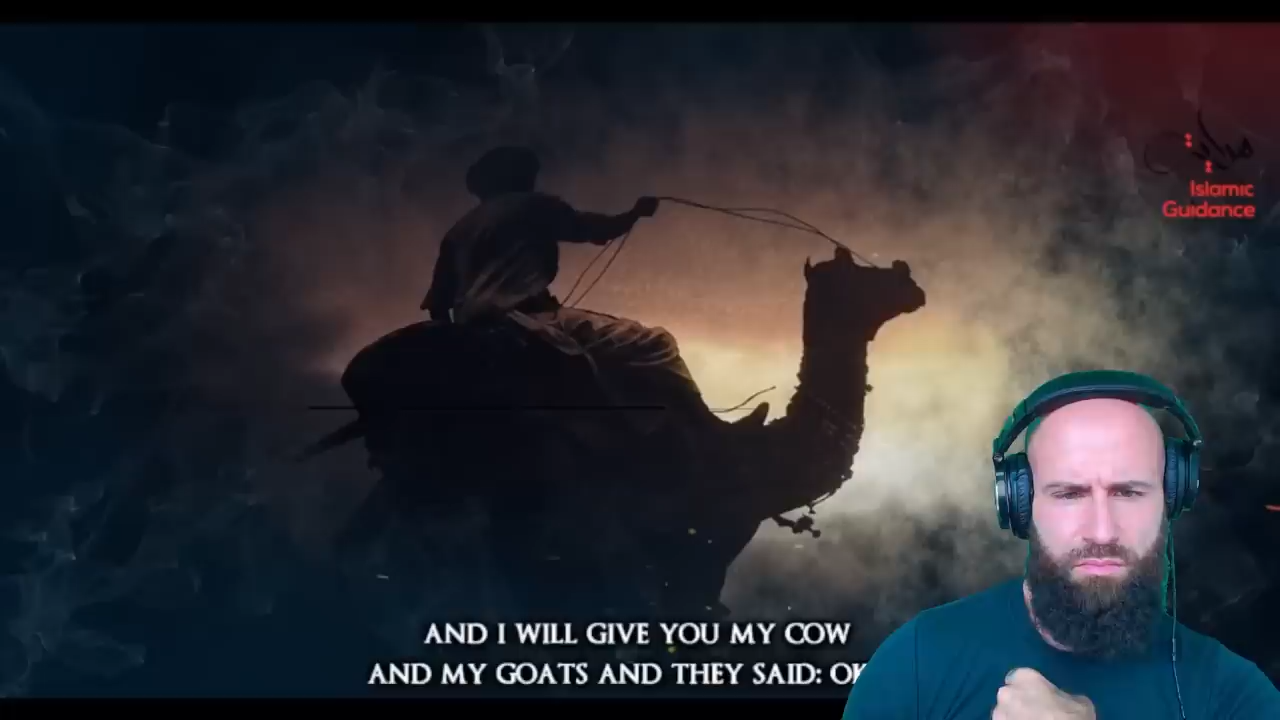 Islamic
Guidance
AND I WILL GIVE YOU MY COW
AND MY GOATS AND THEY SAID: